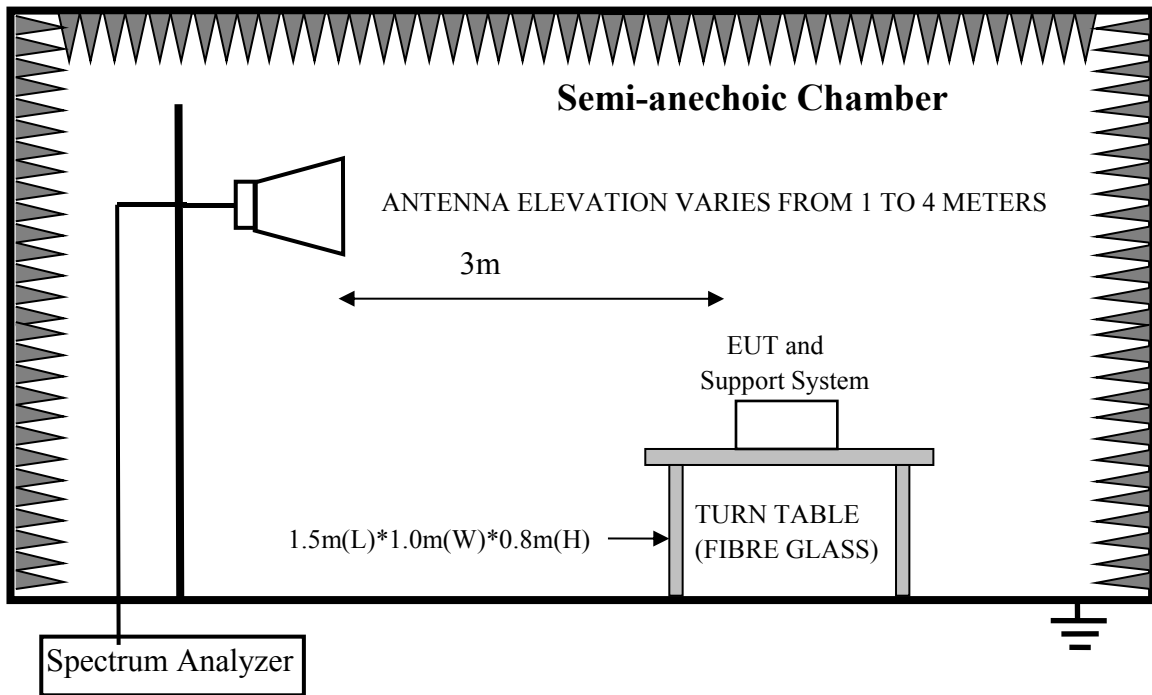 Semi-anechoic Chamber
ANTENNA ELEVATION VARIES FROM 1 TO 4 METERS
3m
EUT and
Support System
1.5m(L)*1.0m(W)*0.8m(H)
TURN TABLE
(FIBRE GLASS)
Spectrum Analyzer